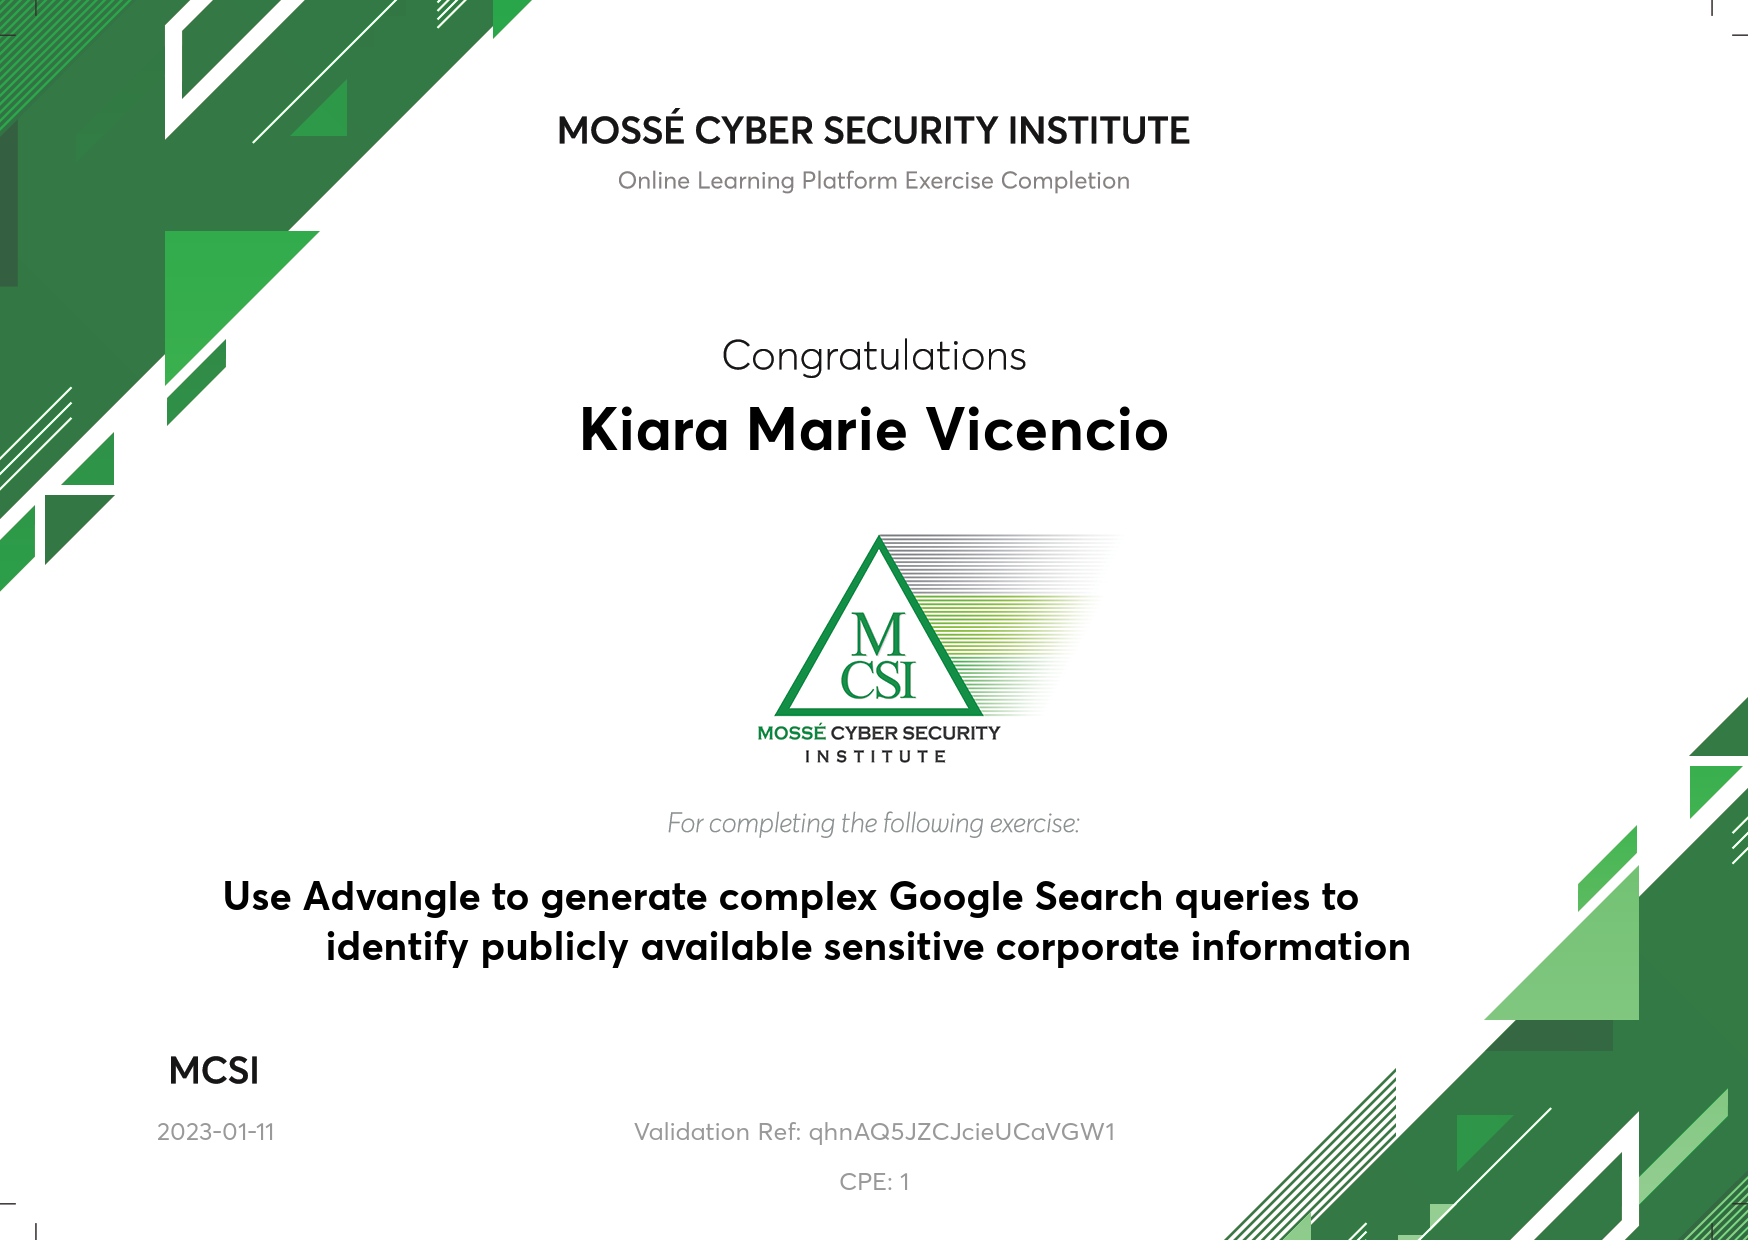 MOSSÉ CYBER SECURITY INSTITUTE
Online Learning Platform Exercise Completion
Congratulations
Kiara Marie Vicencio
M
CSI
MOSSÉ CYBER SECURITY
INSTITUTE
For completing the following exercise:
Use Advangle to generate complex Google Search queries to
identify publicly available sensitive corporate information
MCSI
2023-01-11
Validation Ref: qhnAQ5JZCJcieUCaVGW1
CPE: 1